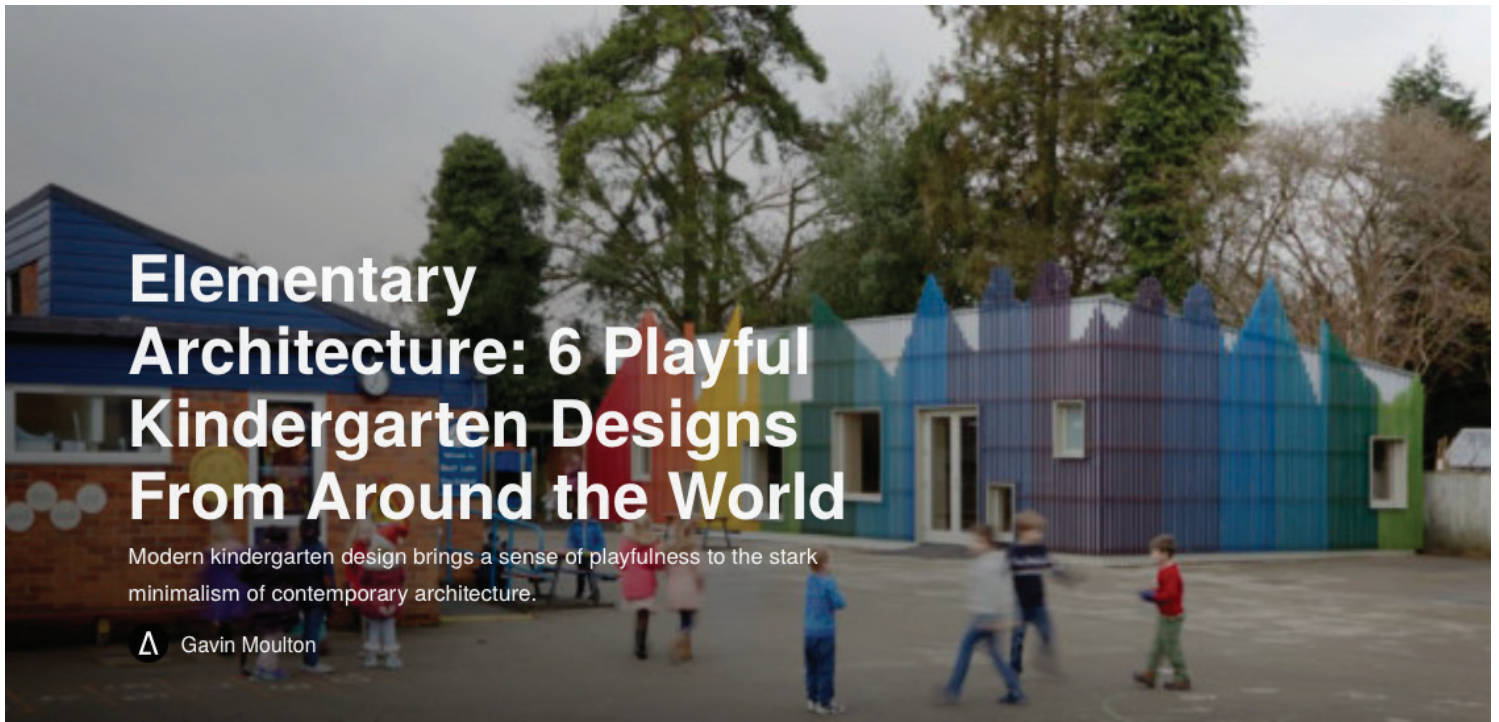 Elementary
Architecture: 6 Playful
Kindergarten Designs
From Around the World
Modern kindergarten design brings a sense of playfulness to the stark
minimalism of contemporary architecture.
Gavin Moulton